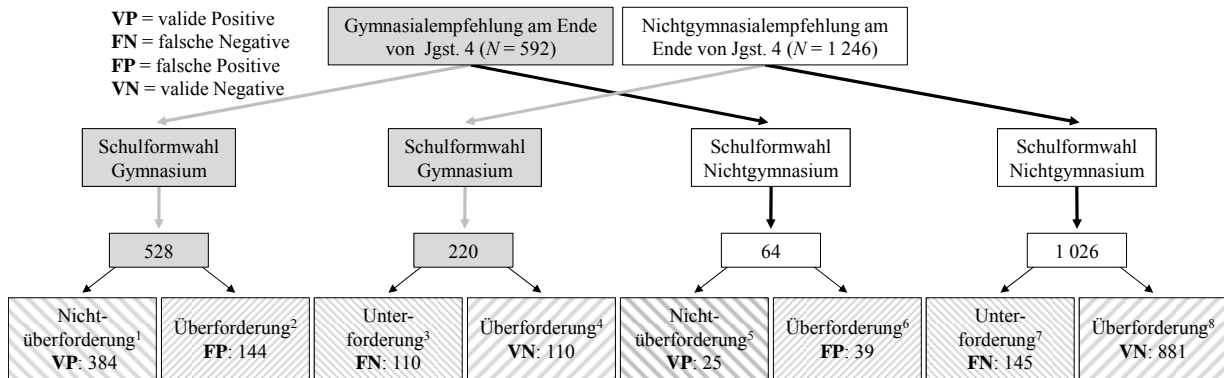 VP = valide Positive
FN = falsche Negative
FP = falsche Positive
VN = valide Negative
Gymnasialempfehlung am Ende
von Jgst. 4 (N = 592)
Nichtgymnasialempfehlung am
Ende von Jgst. 4 (N = 1 246)
Schulformwahl
Gymnasium
Schulformwahl
Gymnasium
Schulformwahl
Nichtgymnasium
Schulformwahl
Nichtgymnasium
528
220
64
1 026
Nicht-
überforderung¹
VP: 384
Überforderung²
FP: 144
Unter-
forderung³
FN: 110
Überforderung⁴
VN: 110
Nicht-
überforderung⁵
VP: 25
Überforderung⁶
FP: 39
Unter-
forderung⁷
FN: 145
Überforderung⁸
VN: 881